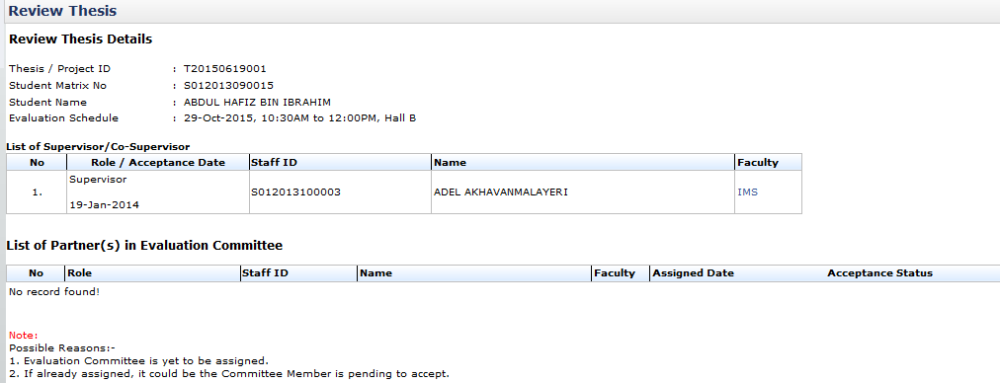 Review Thesis
Review Thesis Details
Thesis / Project ID : T20150619001
Student Matrix No : S012013090015
Student Name : ABDUL HAFIZ BIN IBRAHIM
Evaluation Schedule : 29-Oct-2015, 10:30AM to 12:00PM, Hall B
List of Supervisor/Co-Supervisor
No Role / Acceptance Date Staff ID Name Faculty
1. Supervisor S012013100003 ADEL AKHAVANMALAYERI IMS
19-Jan-2014
List of Partner(s) in Evaluation Committee
No Role Staff ID Name Faculty Assigned Date Acceptance Status
No record found!
Note:
Possible Reasons:-
1. Evaluation Committee is yet to be assigned.
2. If already assigned, it could be the Committee Member is pending to accept.